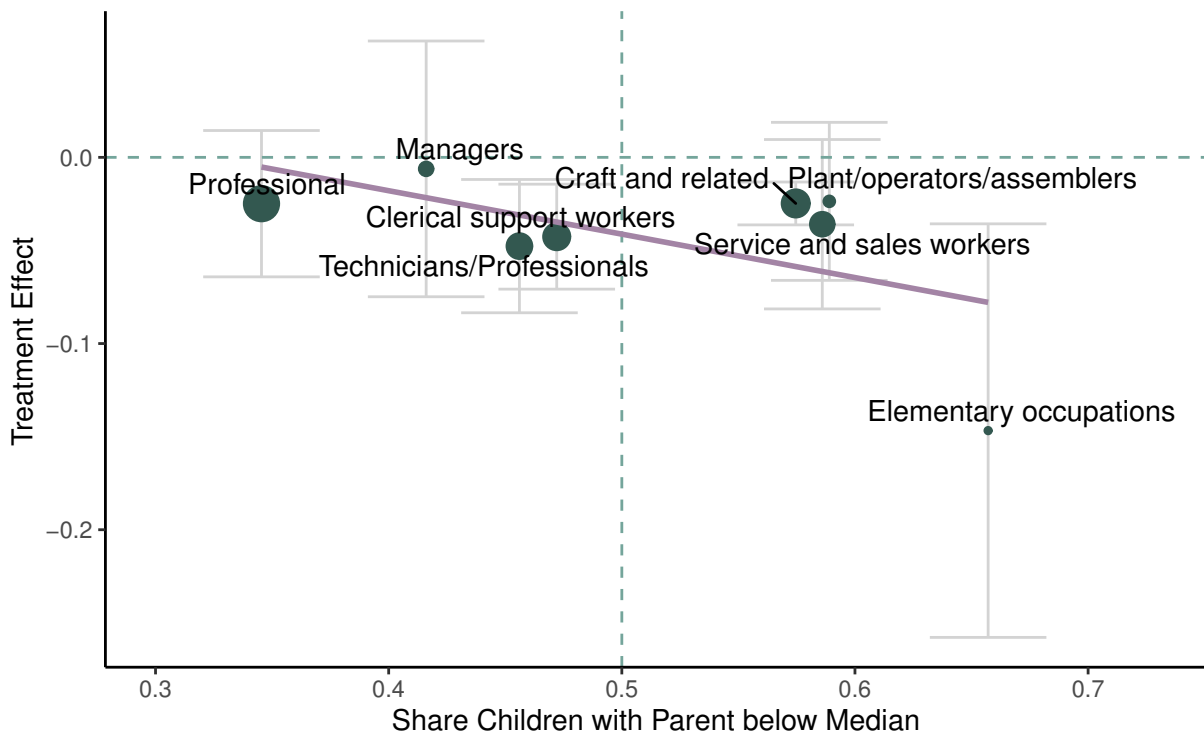 0.0
−0.1
−0.2
Treatment Effect
Managers
Professional
Craft and related
Plant/operators/assemblers
Clerical support workers
Service and sales workers
Technicians/Professionals
Elementary occupations
0.3
0.4
0.5
0.6
0.7
Share Children with Parent below Median